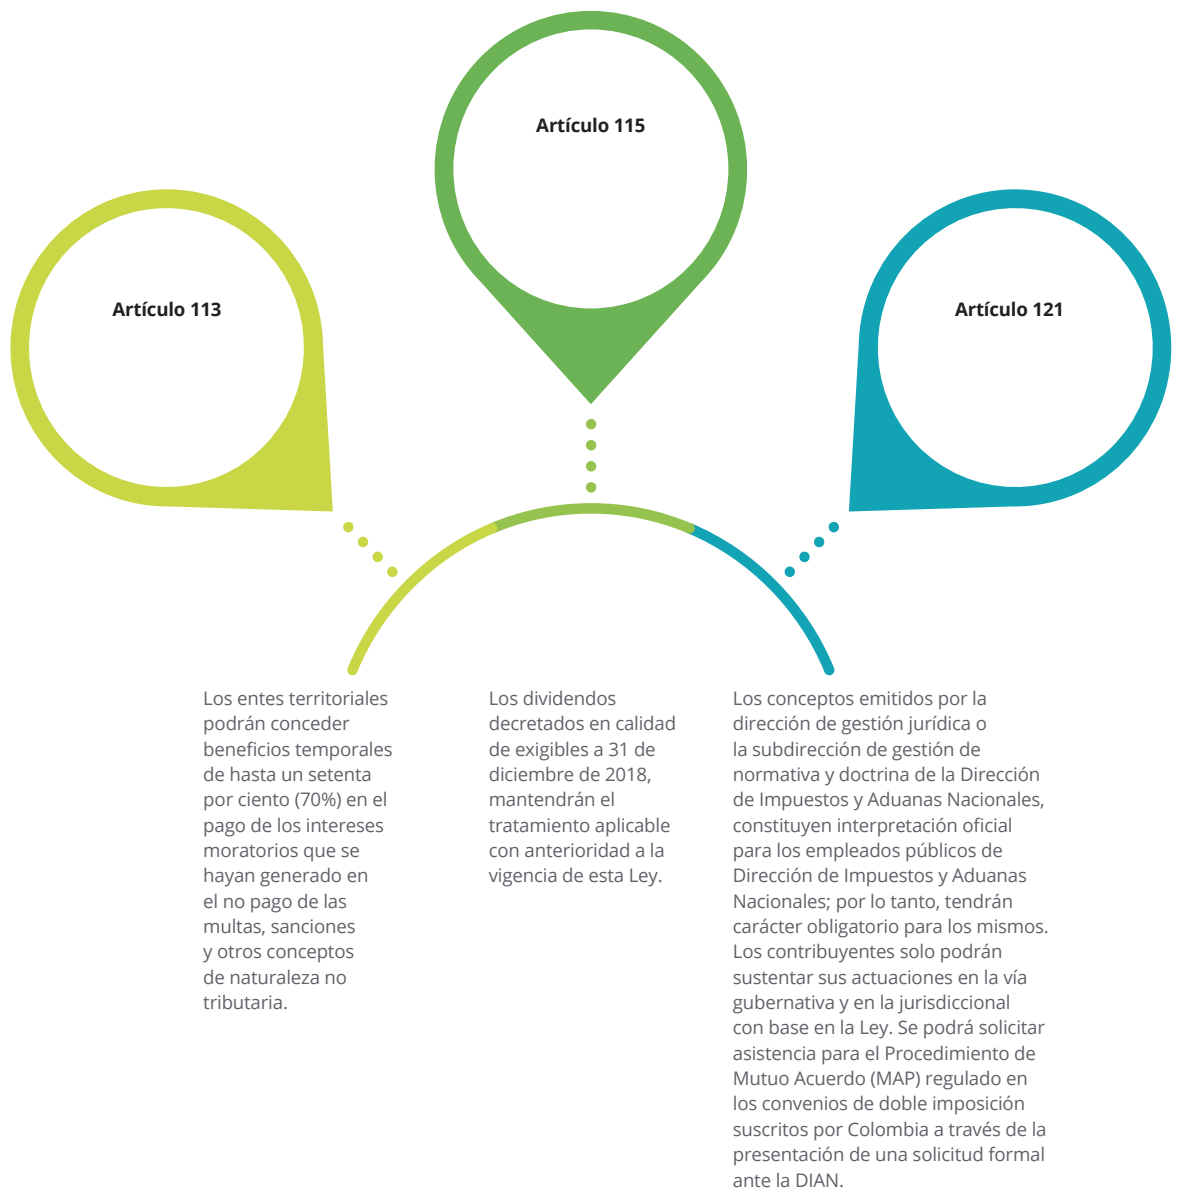 Artículo 115
Artículo 113
Artículo 121
Los entes territoriales
podrán conceder
beneficios temporales
de hasta un setenta
por ciento (70%) en el
pago de los intereses
moratorios que se
hayan generado en
el no pago de las
multas, sanciones
y otros conceptos
de naturaleza no
tributaria.
Los dividendos
decretados en calidad
de exigibles a 31 de
diciembre de 2018,
mantendrán el
tratamiento aplicable
con anterioridad a la
vigencia de esta Ley.
Los conceptos emitidos por la
dirección de gestión jurídica o
la subdirección de gestión de
normativa y doctrina de la Dirección
de Impuestos y Aduanas Nacionales,
constituyen interpretación oficial
para los empleados públicos de
Dirección de Impuestos y Aduanas
Nacionales; por lo tanto, tendrán
carácter obligatorio para los mismos.
Los contribuyentes solo podrán
sustentar sus actuaciones en la vía
gubernativa y en la jurisdiccional
con base en la Ley. Se podrá solicitar
asistencia para el Procedimiento de
Mutuo Acuerdo (MAP) regulado en
los convenios de doble imposición
suscritos por Colombia a través de la
presentación de una solicitud formal
ante la DIAN.